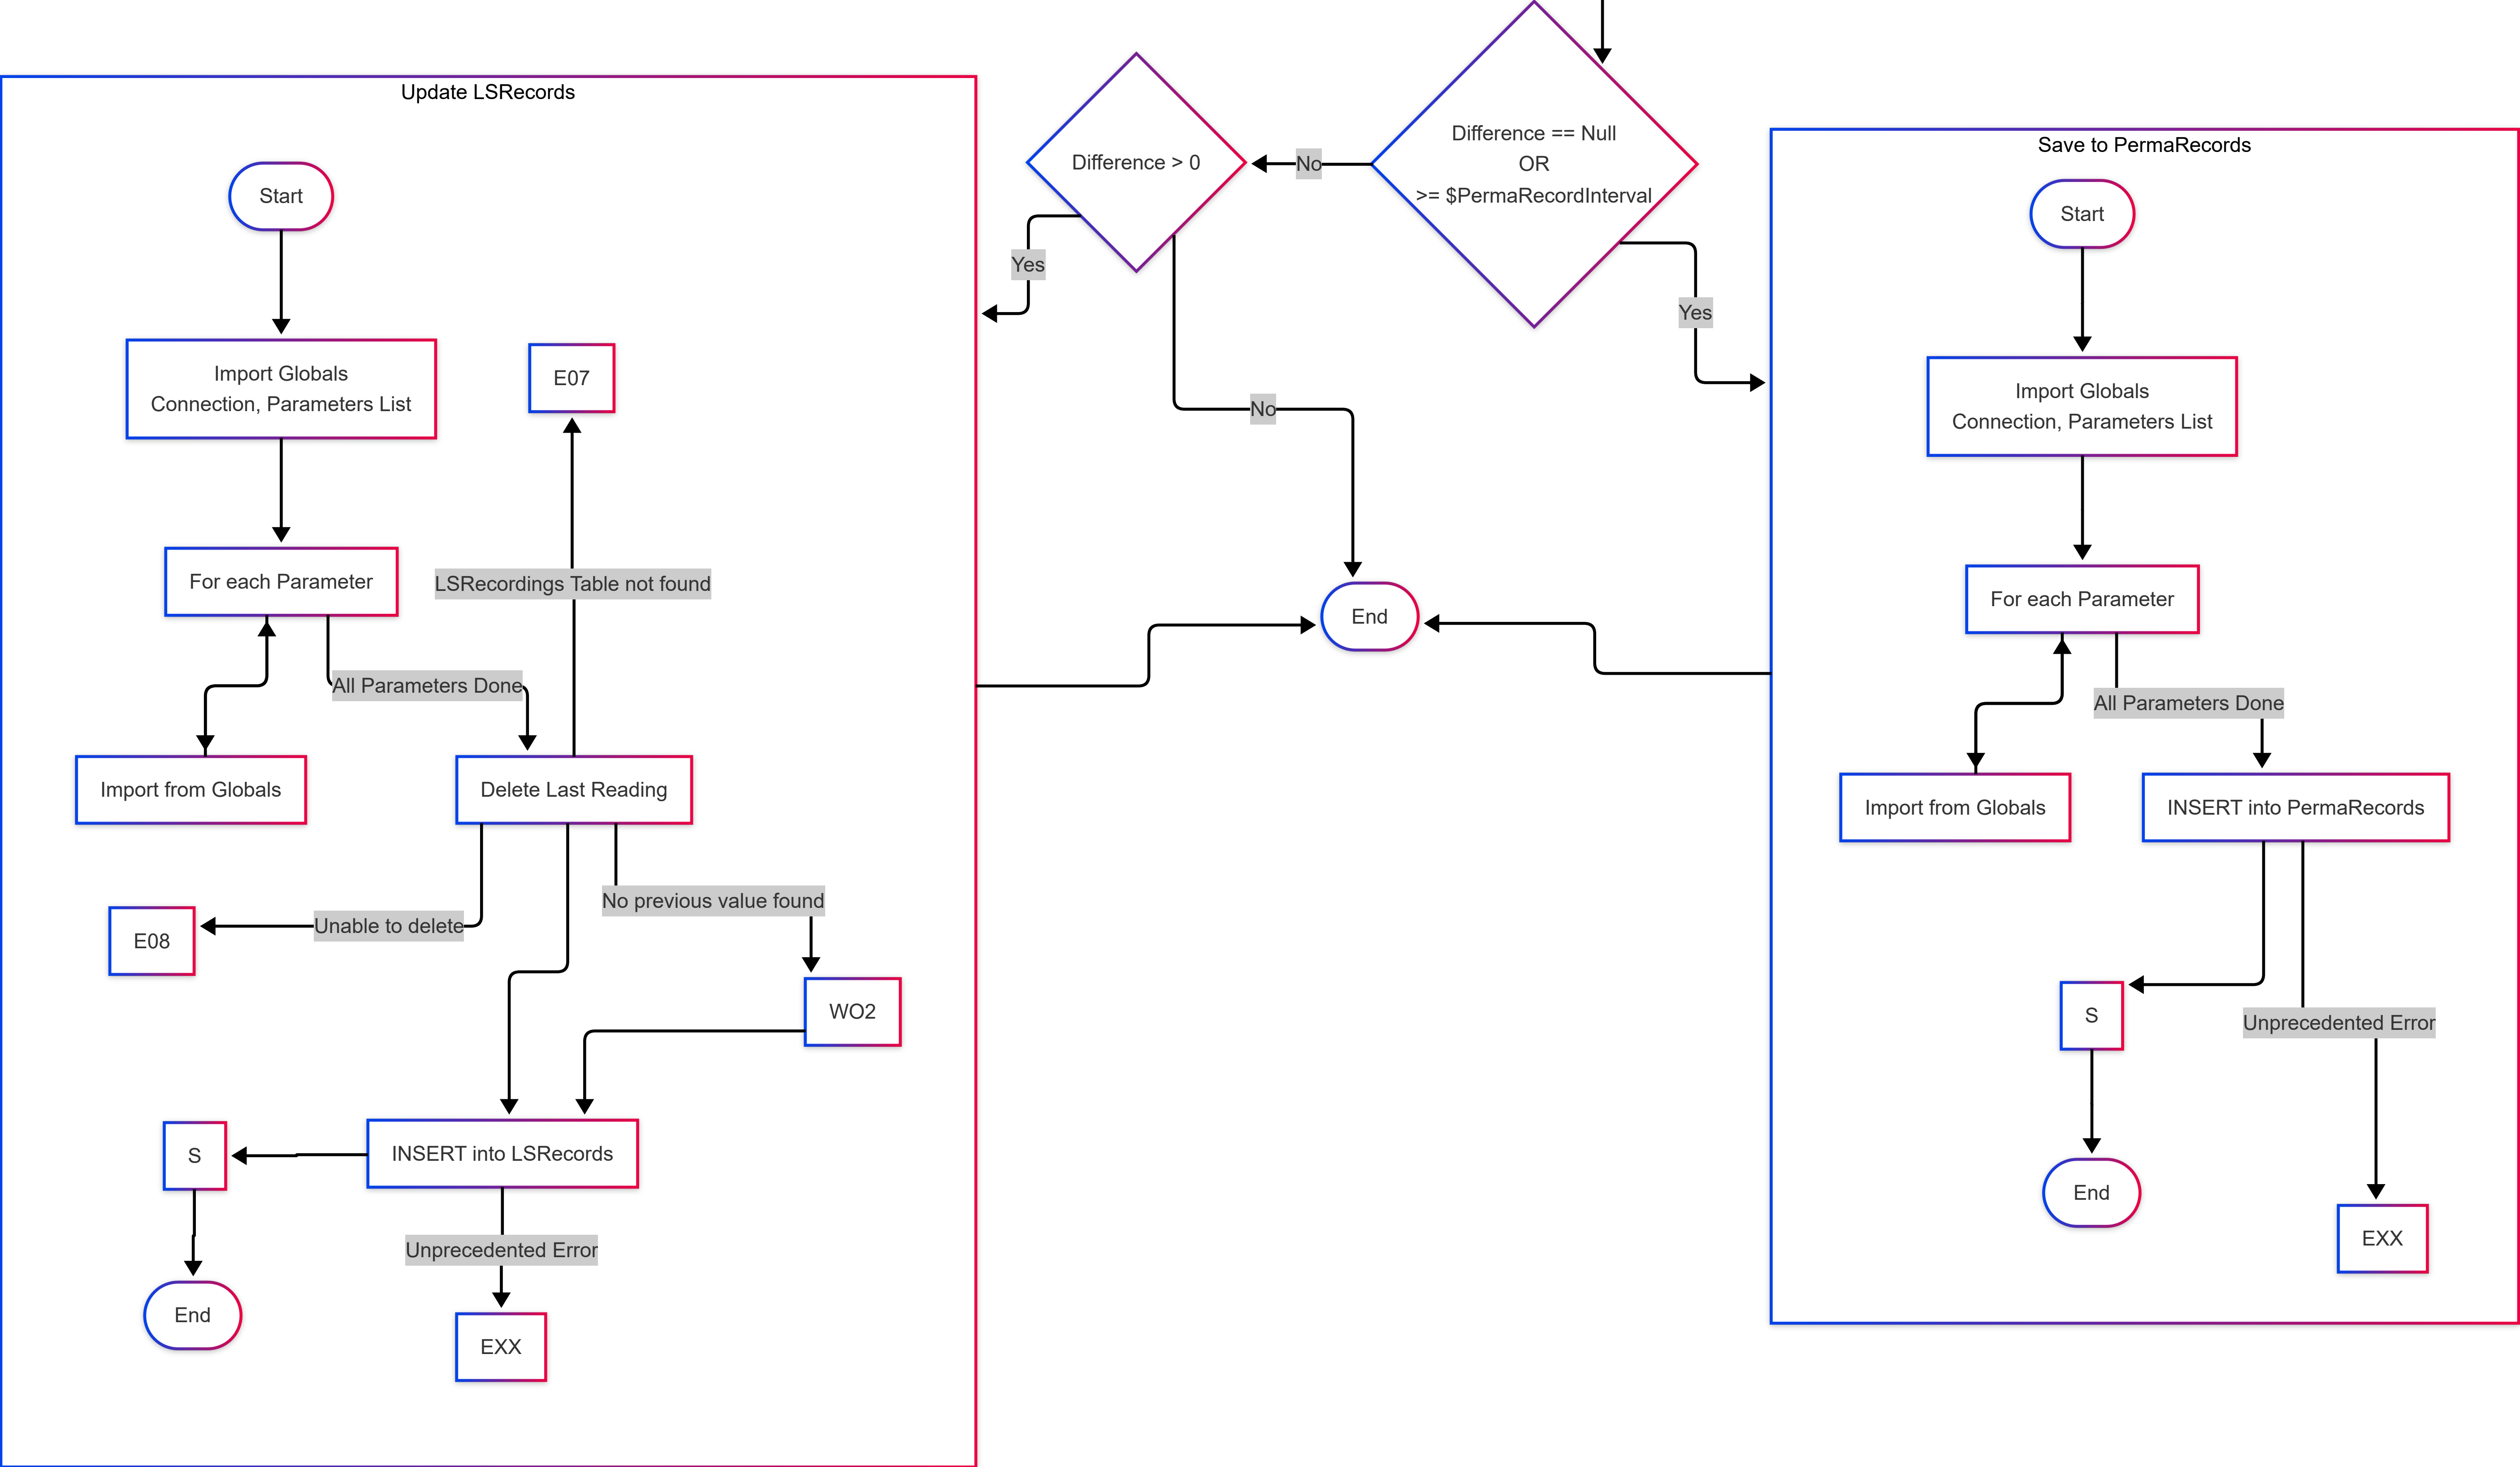 Update LSRecords
Start
Import Globals
Connection, Parameters List
E07
For each Parameter
LSRecordings Table not found
All Parameters Done
Import from Globals
Delete Last Reading
Unable to delete
No previous value found
E08
WO2
S
INSERT into LSRecords
Unprecedented Error
End
EXX
Difference > 0
No
Difference == Null
OR
>= $PermaRecordInterval
Yes
Yes
No
End
Save to PermaRecords
Start
Import Globals
Connection, Parameters List
For each Parameter
All Parameters Done
Import from Globals
INSERT into PermaRecords
S
Unprecedented Error
End
EXX